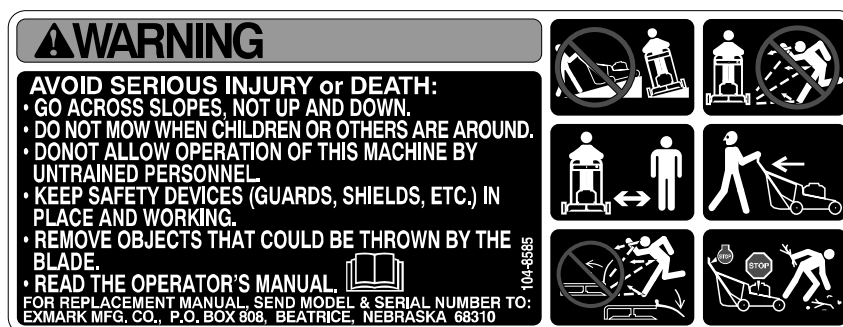 WARNING
AVOID SERIOUS INJURY or DEATH:
• GO ACROSS SLOPES, NOT UP AND DOWN.
• DO NOT MOW WHEN CHILDREN OR OTHERS ARE AROUND.
• DONOT ALLOW OPERATION OF THIS MACHINE BY
UNTRAINED PERSONNEL.
• KEEP SAFETY DEVICES (GUARDS, SHIELDS, ETC.) IN
PLACE AND WORKING.
• REMOVE OBJECTS THAT COULD BE THROWN BY THE
BLADE.
• READ THE OPERATOR'S MANUAL.
FOR REPLACEMENT MANUAL, SEND MODEL & SERIAL NUMBER TO:
EXMARK MFG. CO., P.O. BOX 808, BEATRICE, NEBRASKA 68310
104-8585
STOP
STOP